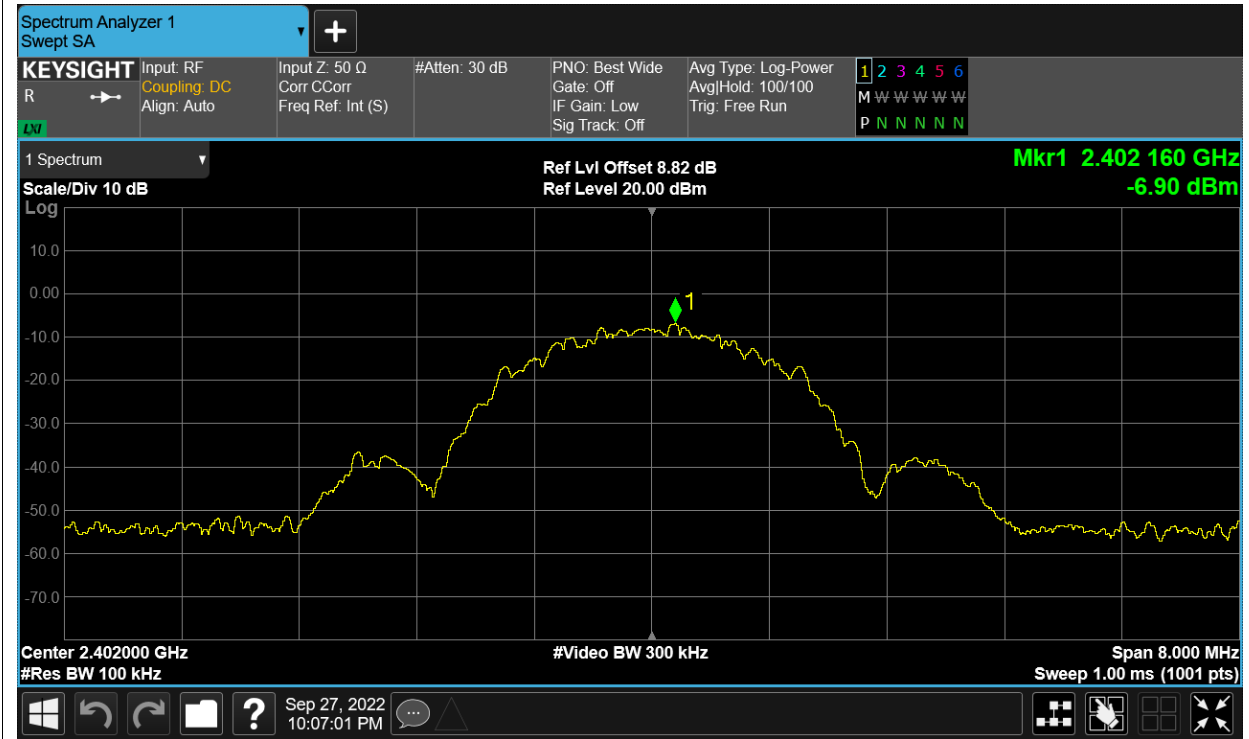 Spectrum Analyzer 1
Swept SA
+
KEYSIGHT
R
LXI
Input: RF
Coupling: DC
Align: Auto
Input Z: 50 Ω
Corr CCorr
Freq Ref: Int (S)
#Atten: 30 dB
PNO: Best Wide
Gate: Off
IF Gain: Low
Sig Track: Off
Avg Type: Log-Power
Avg|Hold: 100/100
Trig: Free Run
1 2 3 4 5 6
M W W W W W
P N N N N N
1 Spectrum
Scale/Div 10 dB
Log
Ref Lvl Offset 8.82 dB
Ref Level 20.00 dBm
Mkr1 2.402 160 GHz
-6.90 dBm
10.0
0.00
-10.0
-20.0
-30.0
-40.0
-50.0
-60.0
-70.0
1
Center 2.402000 GHz
#Res BW 100 kHz
#Video BW 300 kHz
Span 8.000 MHz
Sweep 1.00 ms (1001 pts)
?
Sep 27, 2022
10:07:01 PM